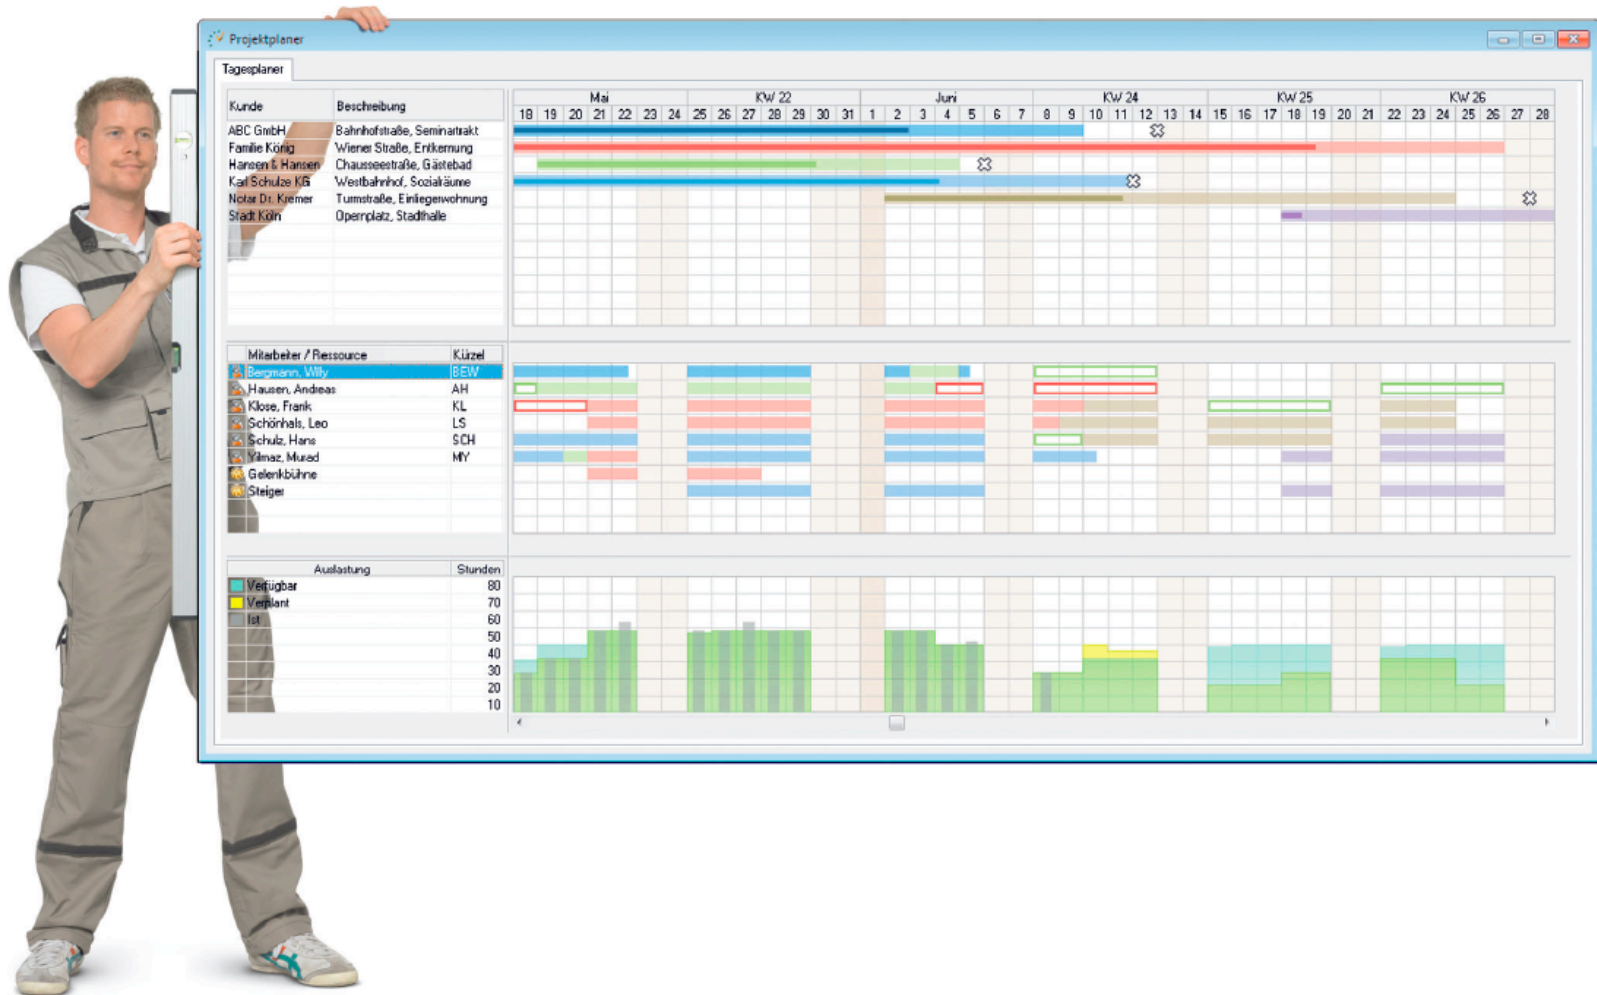 Projektplaner
Tagesplaner
Kunde Beschreibung Mai KW 22 Juni KW 24 KW 25 KW 26
18 19 20 21 22 23 24 25 26 27 28 29 30 31 1 2 3 4 5 6 7 8 9 10 11 12 13 14 15 16 17 18 19 20 21 22 23 24 25 26 27 28
ABC GmbH Bahnhofstraße, Seminartrakt
Familie König Wiener Straße, Entkernung
Hansen & Hansen Chausseestraße, Gästebad
Karl Schulze KG Westbahnhof, Sozialräume
Notar Dr. Kremer Turmstraße, Einliegerwohnung
Stadt Köln Opernplatz, Stadthalle
Mitarbeiter / Ressource Kürzel
Bergmann, Willy BEW
Hausen, Andreas AH
Klose, Frank KL
Schönhals, Leo LS
Schulz, Hans SCH
Yilmaz, Murad MY
Gelenkbühne
Steiger
Auslastung Stunden
Verfügbar 80
Verplant 70
Ist 60
50
40
30
20
10